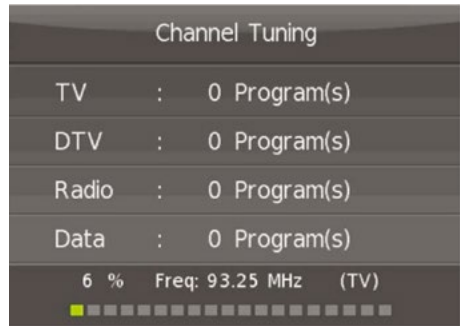 Channel Tuning
TV : 0 Program(s)
DTV : 0 Program(s)
Radio : 0 Program(s)
Data : 0 Program(s)
6 % Freq: 93.25 MHz (TV)